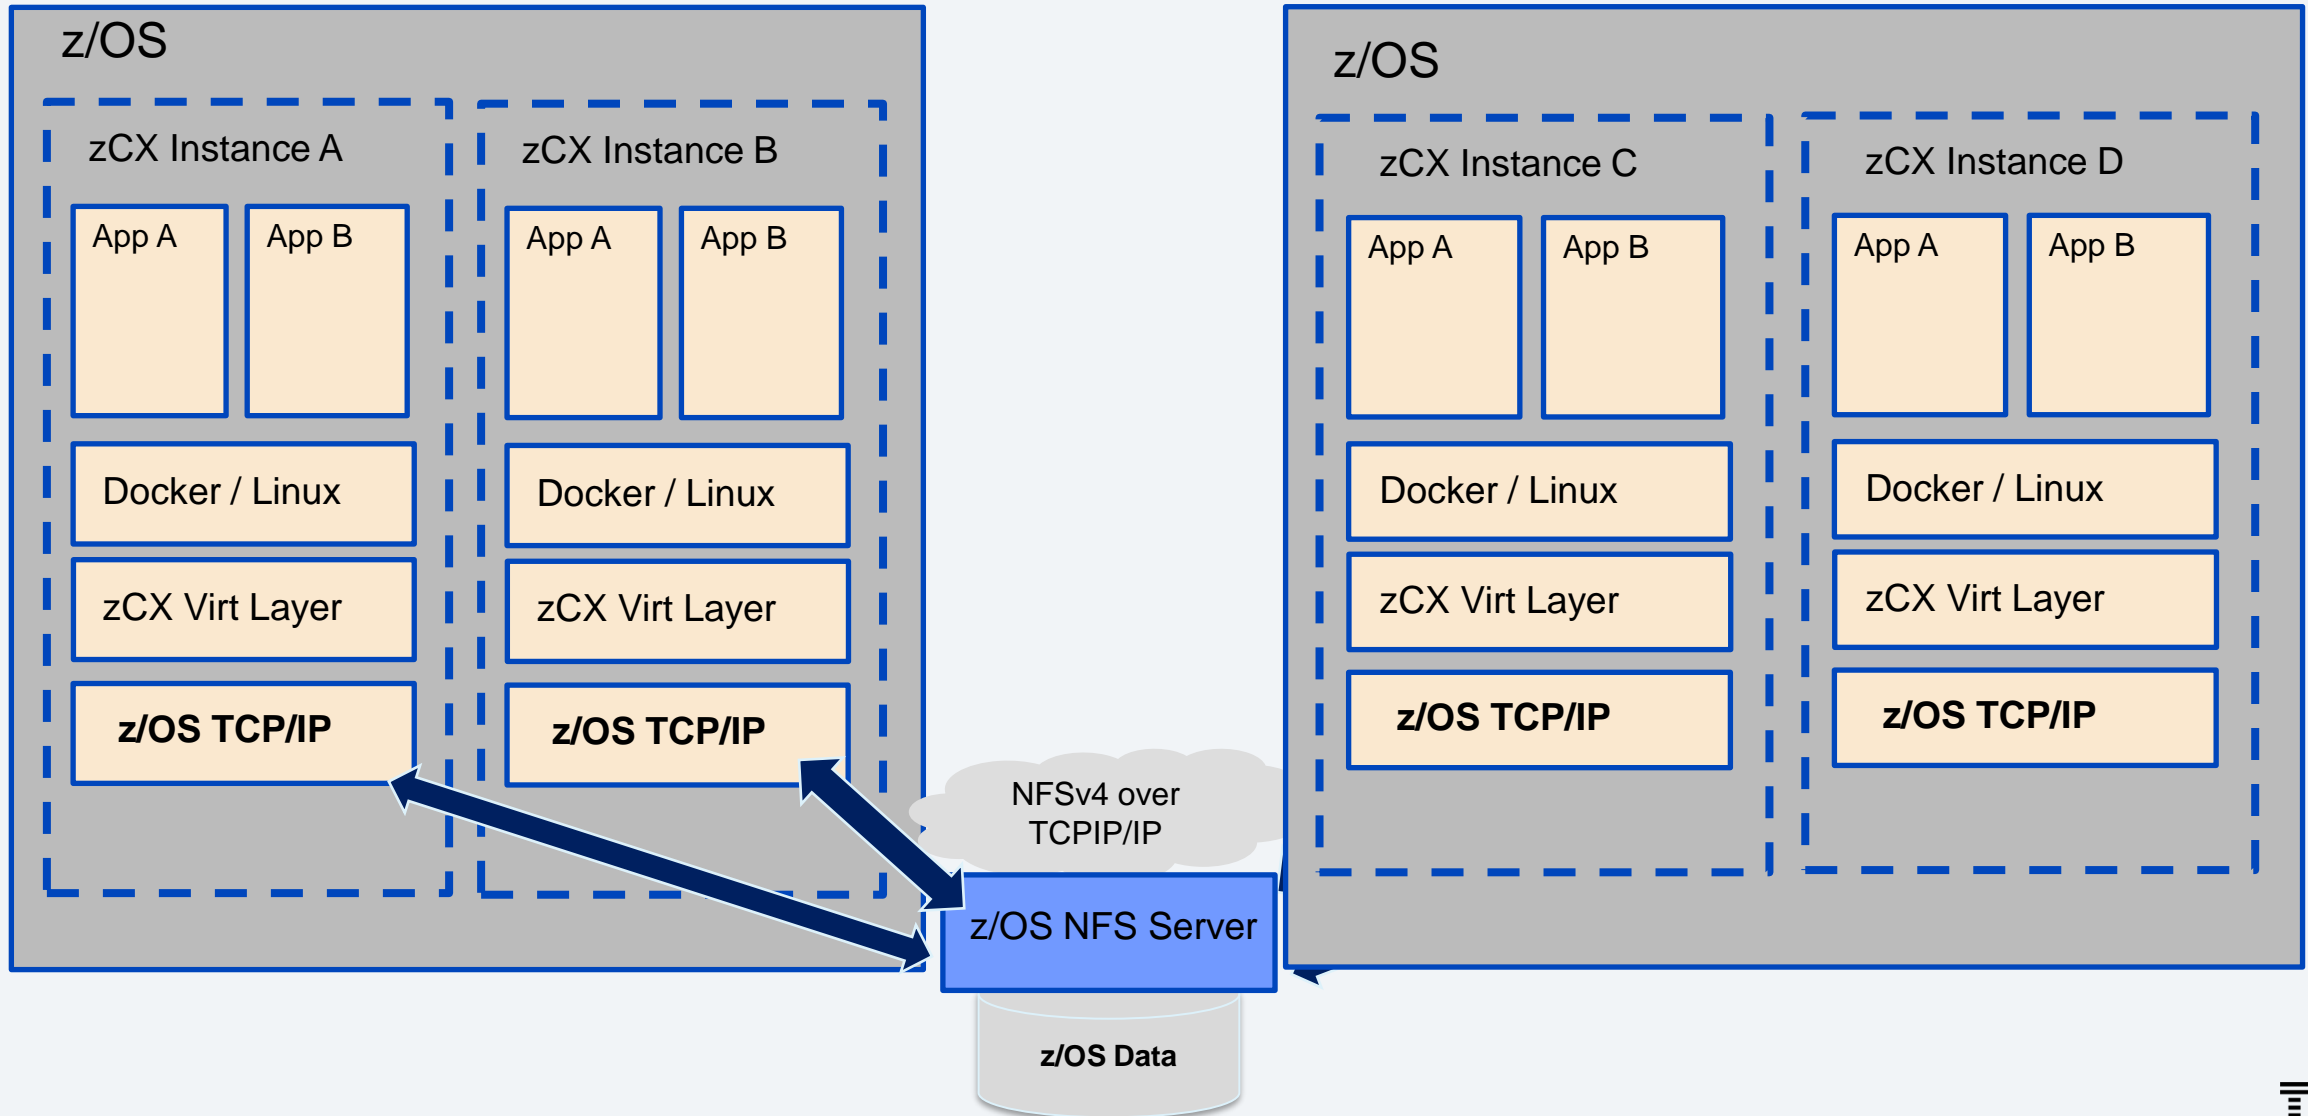 z/OS
zCX Instance A
App A
App B
Docker / Linux
zCX Virt Layer
z/OS TCP/IP
zCX Instance B
App A
App B
Docker / Linux
zCX Virt Layer
z/OS TCP/IP
NFSv4 over
TCPIP/IP
z/OS NFS Server
z/OS Data
z/OS
zCX Instance C
App A
App B
Docker / Linux
zCX Virt Layer
z/OS TCP/IP
zCX Instance D
App A
App B
Docker / Linux
zCX Virt Layer
z/OS TCP/IP